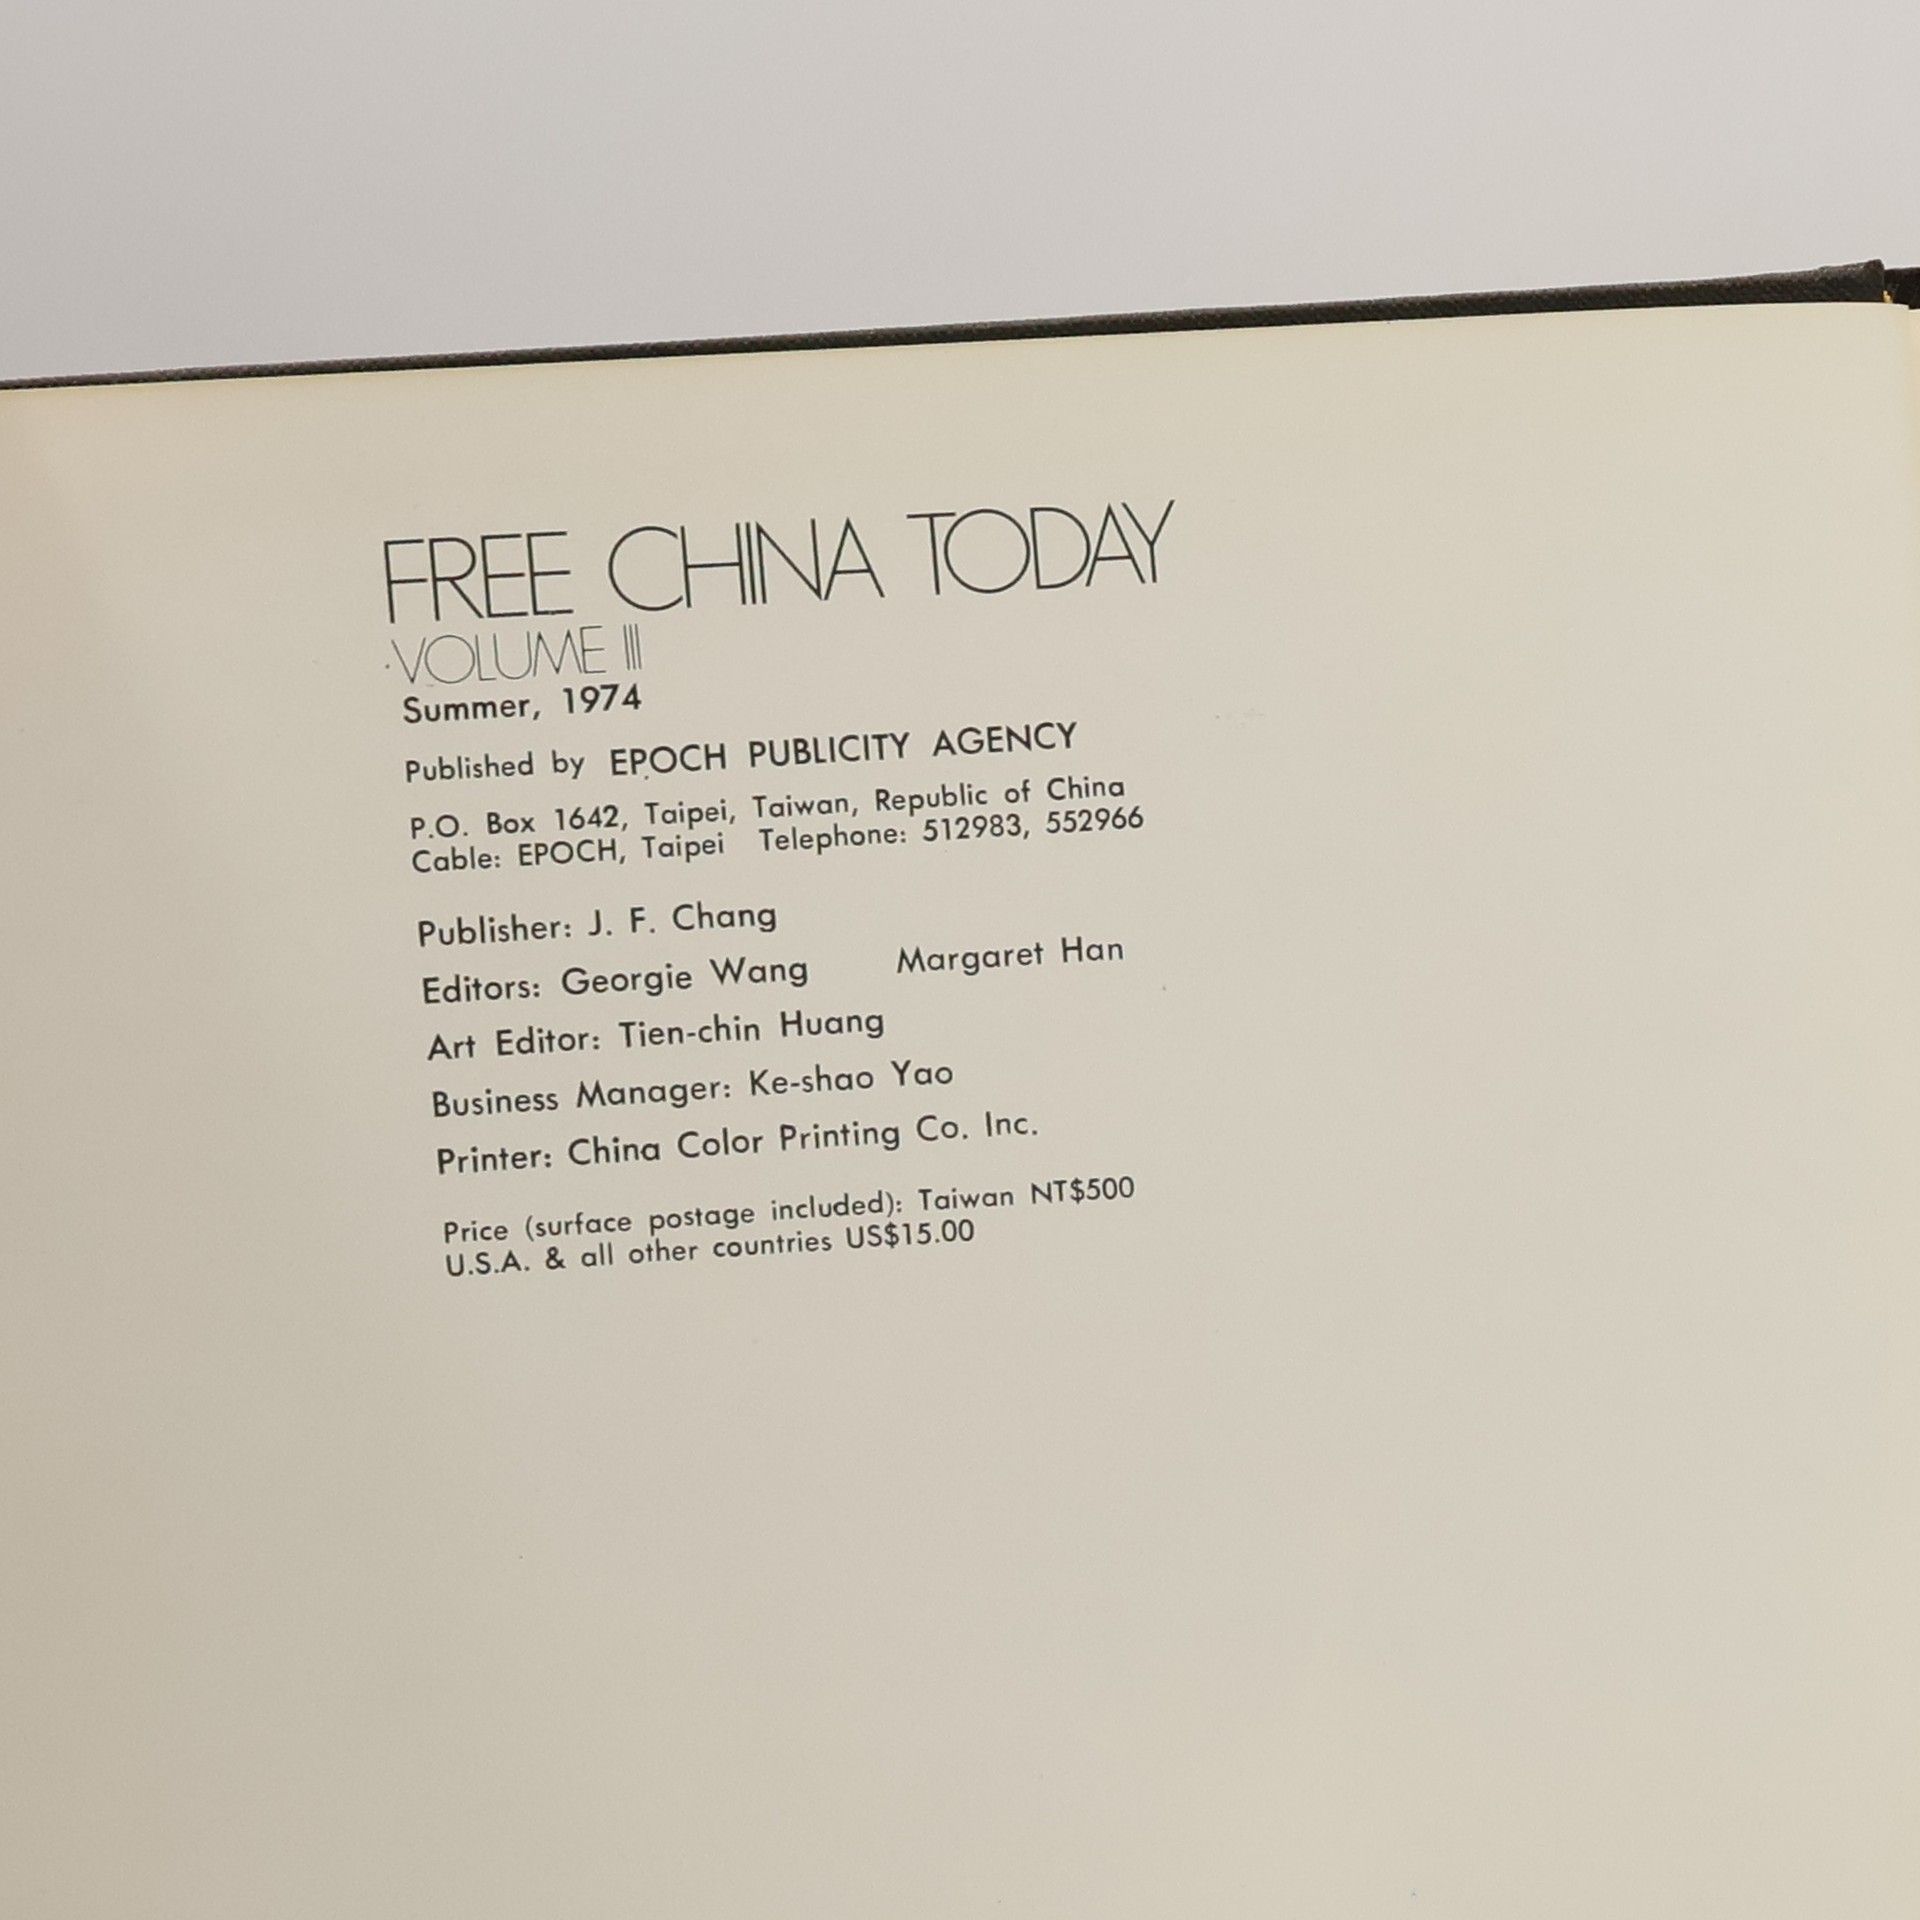 FREE CHINA TODAY
VOLUME III
Summer, 1974
Published by EPOCH PUBLICITY AGENCY
P.O. Box 1642, Taipei, Taiwan, Republic of China
Cable: EPOCH, Taipei Telephone: 512983, 552966
Publisher: J. F. Chang
Editors: Georgie Wang Margaret Han
Art Editor: Tien-chin Huang
Business Manager: Ke-shao Yao
Printer: China Color Printing Co. Inc.
Price (surface postage included): Taiwan NT$500
U.S.A. & all other countries US$15.00